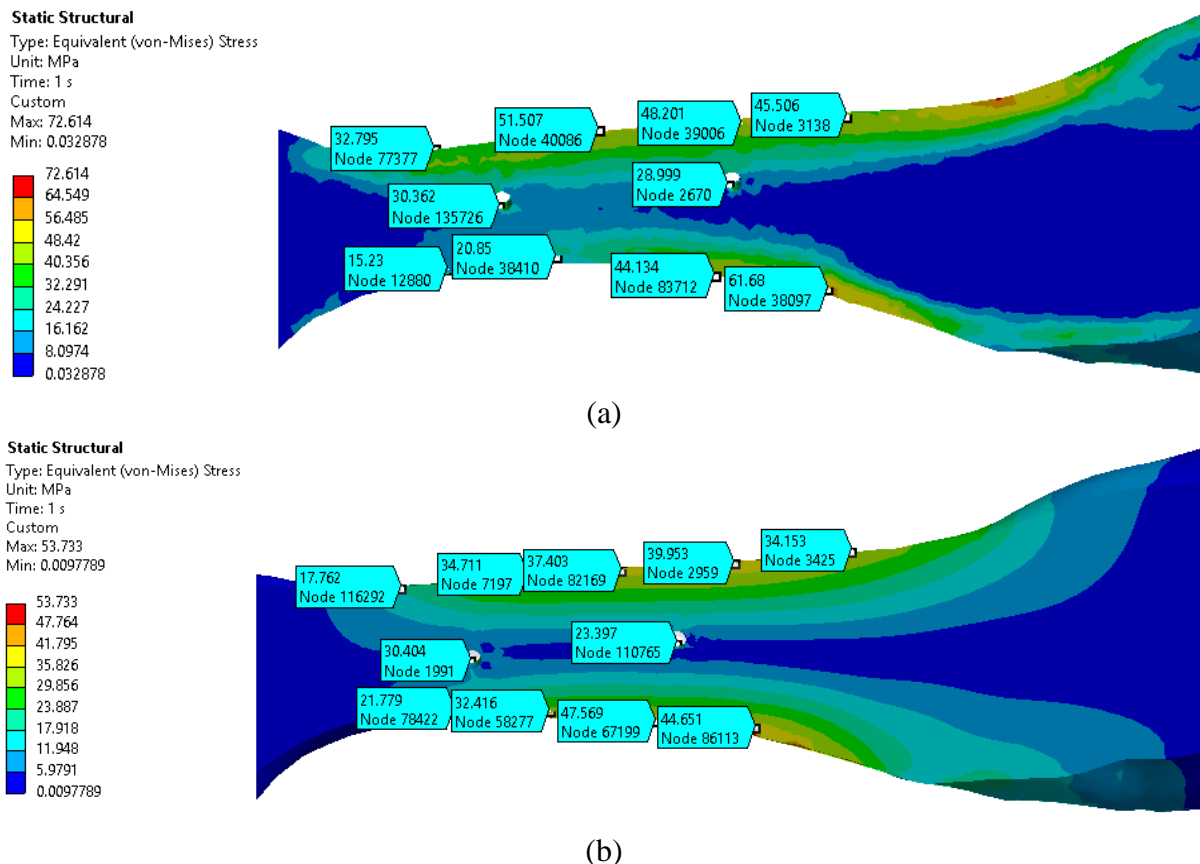 Static Structural
Type: Equivalent (von-Mises) Stress
Unit: MPa
Time: 1 s
Custom
Max: 72.614
Min: 0.032878
72.614
64.549
56.485
48.42
40.356
32.291
24.227
16.162
8.0974
0.032878
32.795
Node 77377
51.507
Node 40086
48.201
Node 39006
45.506
Node 3138
30.362
Node 135726
28.999
Node 2670
15.23
Node 12880
20.85
Node 38410
44.134
Node 83712
61.68
Node 38097
(a)
Static Structural
Type: Equivalent (von-Mises) Stress
Unit: MPa
Time: 1 s
Custom
Max: 53.733
Min: 0.0097789
53.733
47.764
41.795
35.826
29.856
23.887
17.918
11.948
5.9791
0.0097789
17.762
Node 116292
34.711
Node 7197
37.403
Node 82169
39.953
Node 2959
34.153
Node 3425
30.404
Node 1991
23.397
Node 110765
21.779
Node 78422
32.416
Node 58277
47.569
Node 67199
44.651
Node 86113
(b)